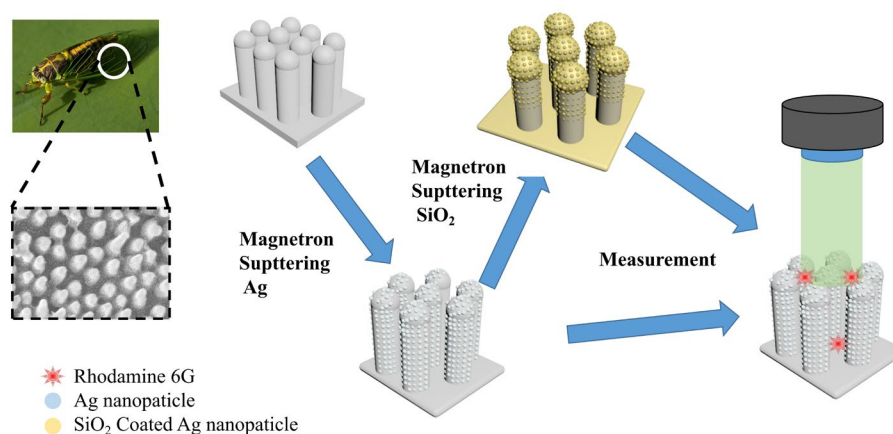 Magnetron
Supttering
Ag
Magnetron
Supttering
SiO₂
Measurement
Rhodamine 6G
Ag nanopaticle
SiO₂ Coated Ag nanopaticle